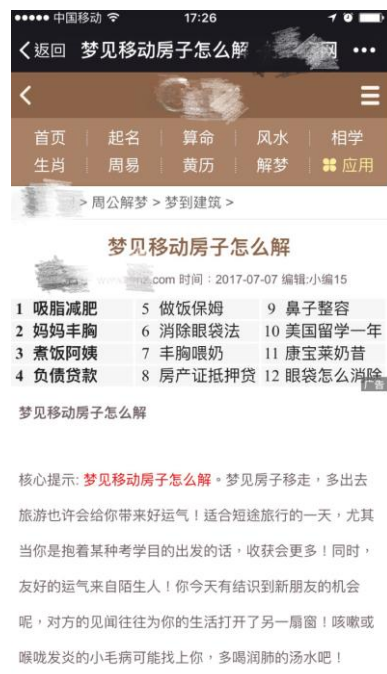 中国移动 17:26
返回 梦见移动房子怎么解 网
首页 起名 算命 风水 相学
生肖 周易 黄历 解梦 应用
> 周公解梦 > 梦到建筑 >
梦见移动房子怎么解
.com 时间：2017-07-07 编辑:小编15
1 吸脂减肥 5 做饭保姆 9 鼻子整容
2 妈妈丰胸 6 消除眼袋法 10 美国留学一年
3 煮饭阿姨 7 丰胸喂奶 11 康宝莱奶昔
4 负债贷款 8 房产证抵押贷 12 眼袋怎么消除
广告
梦见移动房子怎么解
核心提示: 梦见移动房子怎么解。梦见房子移走，多出去
旅游也许会给你带来好运气！适合短途旅行的一天，尤其
当你是抱着某种考学目的出发的话，收获会更多！同时，
友好的运气来自陌生人！你今天有结识到新朋友的机会
呢，对方的见闻往往为你的生活打开了另一扇窗！咳嗽或
喉咙发炎的小毛病可能找上你，多喝润肺的汤水吧！